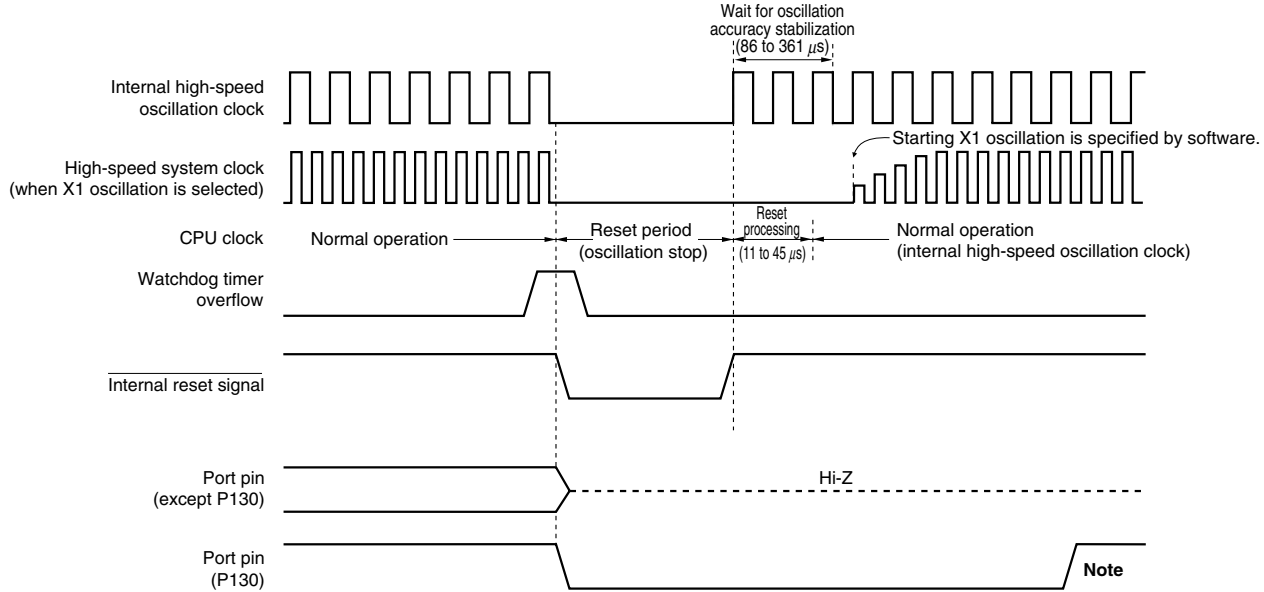 Wait for oscillation
accuracy stabilization
(86 to 361 μs)
Internal high-speed
oscillation clock
Starting X1 oscillation is specified by software.
High-speed system clock
(when X1 oscillation is selected)
CPU clock
Normal operation
Reset period
(oscillation stop)
Reset
processing
(11 to 45 μs)
Normal operation
(internal high-speed oscillation clock)
Watchdog timer
overflow
Internal reset signal
Port pin
(except P130)
Hi-Z
Port pin
(P130)
Note